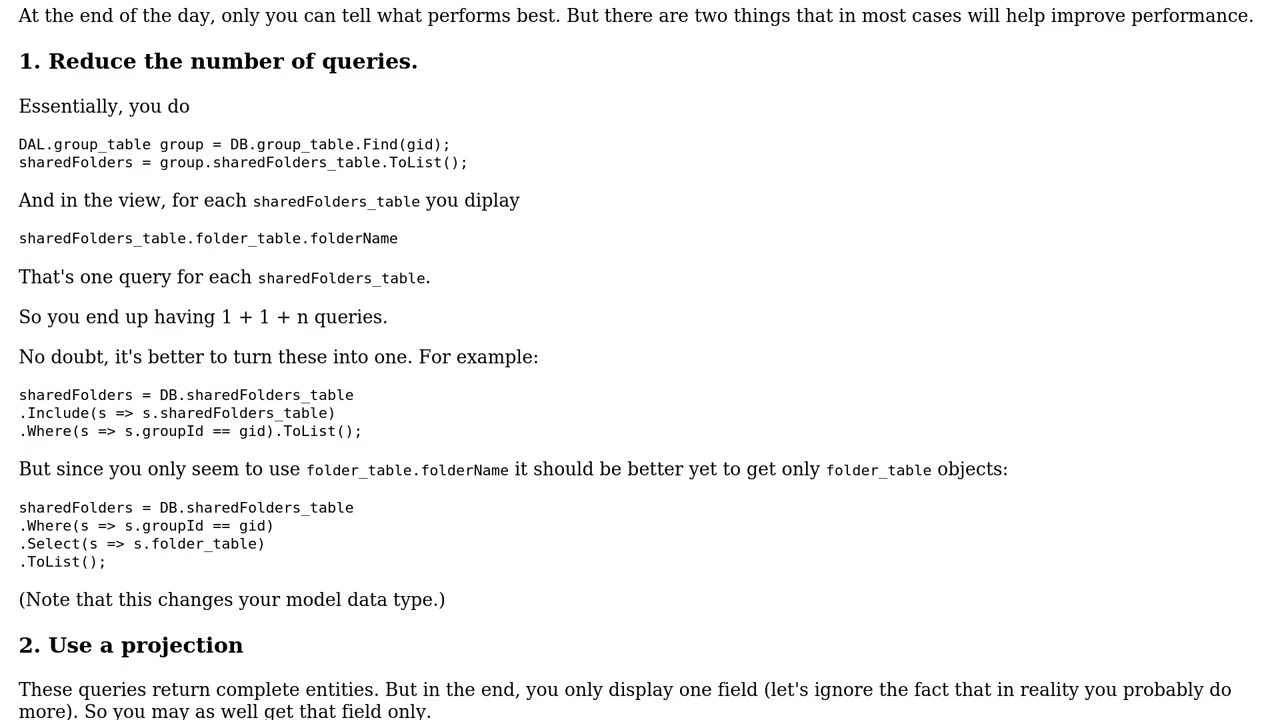 At the end of the day, only you can tell what performs best. But there are two things that in most cases will help improve performance.
1. Reduce the number of queries.
Essentially, you do
DAL.group_table group = DB.group_table.Find(gid);
sharedFolders = group.sharedFolders_table.ToList();
And in the view, for each sharedFolders_table you diplay
sharedFolders_table.folder_table.folderName
That's one query for each sharedFolders_table.
So you end up having 1 + 1 + n queries.
No doubt, it's better to turn these into one. For example:
sharedFolders = DB.sharedFolders_table
.Include(s => s.sharedFolders_table)
.Where(s => s.groupId == gid).ToList();
But since you only seem to use folder_table.folderName it should be better yet to get only folder_table objects:
sharedFolders = DB.sharedFolders_table
.Where(s => s.groupId == gid)
.Select(s => s.folder_table)
.ToList();
(Note that this changes your model data type.)
2. Use a projection
These queries return complete entities. But in the end, you only display one field (let's ignore the fact that in reality you probably do
more). So you may as well get that field only.